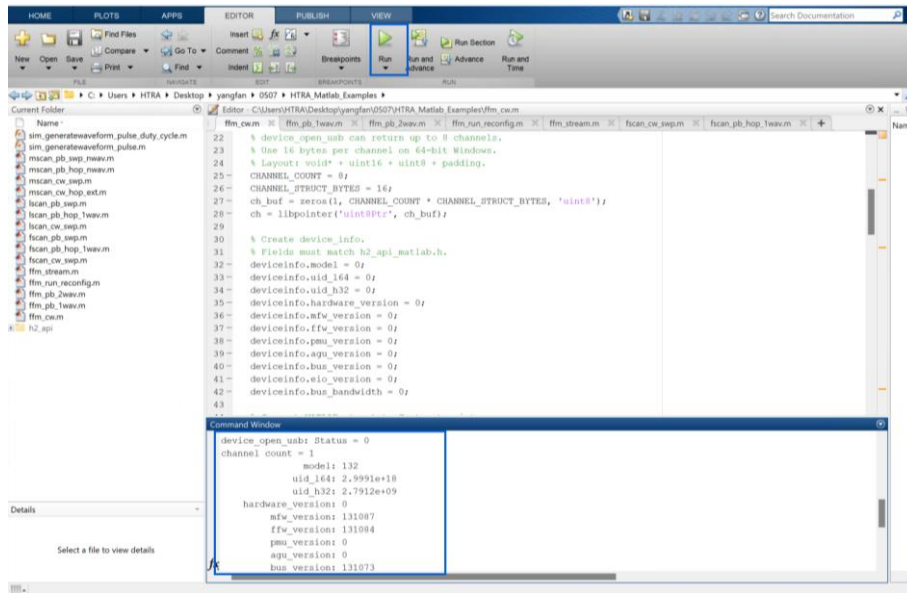 HOME PLOTS APPS EDITOR PUBLISH VIEW Search Documentation
New Open Save Find Files Compare Print Go To Find Insert Comment Indent Breakpoints Run Run and Advance Run Section Advance Run and Time
FILE NAVIGATE EDIT BREAKPOINTS RUN
C: Users HTRA Desktop yangfan 0507 HTRA_Matlab_Examples
Current Folder
Name
sim_generatewaveform_pulse_duty_cycle.m
sim_generatewaveform_pulse.m
mscan_pb_swp_nwav.m
mscan_pb_hop_nwav.m
mscan_cw_swp.m
mscan_cw_hop_ext.m
lscan_pb_swp.m
lscan_pb_hop_1wav.m
lscan_cw_swp.m
fscan_pb_swp.m
fscan_pb_hop_1wav.m
fscan_cw_swp.m
ffm_stream.m
ffm_run_reconfig.m
ffm_pb_2wav.m
ffm_pb_1wav.m
ffm_cw.m
h2_api
Details
Select a file to view details
Editor - C:\Users\HTRA\Desktop\yangfan\0507\HTRA_Matlab_Examples\ffm_cw.m
ffm_cw.m ffm_pb_1wav.m ffm_pb_2wav.m ffm_run_reconfig.m ffm_stream.m fscan_cw_swp.m fscan_pb_hop_1wav.m +
22 % device_open_usb can return up to 8 channels.
23 % Use 16 bytes per channel on 64-bit Windows.
24 % Layout: void* + uint16 + uint8 + padding.
25 - CHANNEL_COUNT = 8;
26 - CHANNEL_STRUCT_BYTES = 16;
27 - ch_buf = zeros(1, CHANNEL_COUNT * CHANNEL_STRUCT_BYTES, 'uint8');
28 - ch = libpointer('uint8Ptr', ch_buf);
29
30 % Create device_info.
31 % Fields must match h2_api_matlab.h.
32 - deviceinfo.model = 0;
33 - deviceinfo.uid_l64 = 0;
34 - deviceinfo.uid_h32 = 0;
35 - deviceinfo.hardware_version = 0;
36 - deviceinfo.mfw_version = 0;
37 - deviceinfo.ffw_version = 0;
38 - deviceinfo.pmu_version = 0;
39 - deviceinfo.agu_version = 0;
40 - deviceinfo.bus_version = 0;
41 - deviceinfo.eio_version = 0;
42 - deviceinfo.bus_bandwidth = 0;
43
Command Window
device_open_usb: Status = 0
channel count = 1
model: 132
uid_l64: 2.9991e+18
uid_h32: 2.7912e+09
hardware_version: 0
mfw_version: 131087
ffw_version: 131084
pmu_version: 0
agu_version: 0
bus_version: 131073
fx